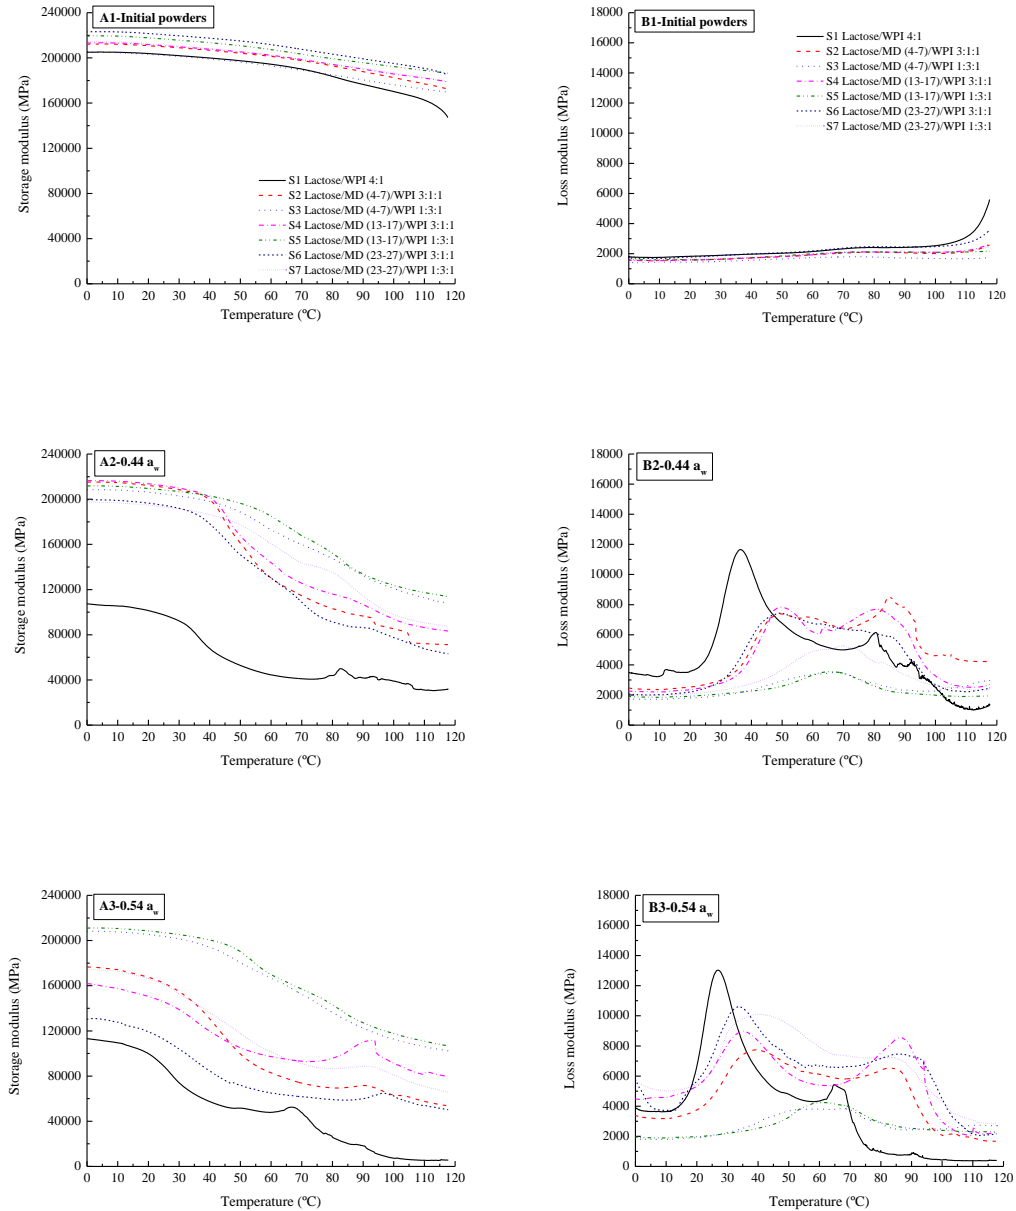 A1-Initial powders
Storage modulus (MPa)
240000
200000
160000
120000
80000
40000
0
S1 Lactose/WPI 4:1
S2 Lactose/MD (4-7)/WPI 3:1:1
S3 Lactose/MD (4-7)/WPI 1:3:1
S4 Lactose/MD (13-17)/WPI 3:1:1
S5 Lactose/MD (13-17)/WPI 1:3:1
S6 Lactose/MD (23-27)/WPI 3:1:1
S7 Lactose/MD (23-27)/WPI 1:3:1
0 10 20 30 40 50 60 70 80 90 100 110 120
Temperature (ºC)
B1-Initial powders
Loss modulus (MPa)
18000
16000
14000
12000
10000
8000
6000
4000
2000
0
S1 Lactose/WPI 4:1
S2 Lactose/MD (4-7)/WPI 3:1:1
S3 Lactose/MD (4-7)/WPI 1:3:1
S4 Lactose/MD (13-17)/WPI 3:1:1
S5 Lactose/MD (13-17)/WPI 1:3:1
S6 Lactose/MD (23-27)/WPI 3:1:1
S7 Lactose/MD (23-27)/WPI 1:3:1
0 10 20 30 40 50 60 70 80 90 100 110 120
Temperature (ºC)
A2-0.44 aw
Storage modulus (MPa)
240000
200000
160000
120000
80000
40000
0
0 10 20 30 40 50 60 70 80 90 100 110 120
Temperature (ºC)
B2-0.44 aw
Loss modulus (MPa)
18000
16000
14000
12000
10000
8000
6000
4000
2000
0
0 10 20 30 40 50 60 70 80 90 100 110 120
Temperature (ºC)
A3-0.54 aw
Storage modulus (MPa)
240000
200000
160000
120000
80000
40000
0
0 10 20 30 40 50 60 70 80 90 100 110 120
Temperature (ºC)
B3-0.54 aw
Loss modulus (MPa)
18000
16000
14000
12000
10000
8000
6000
4000
2000
0
0 10 20 30 40 50 60 70 80 90 100 110 120
Temperature (ºC)